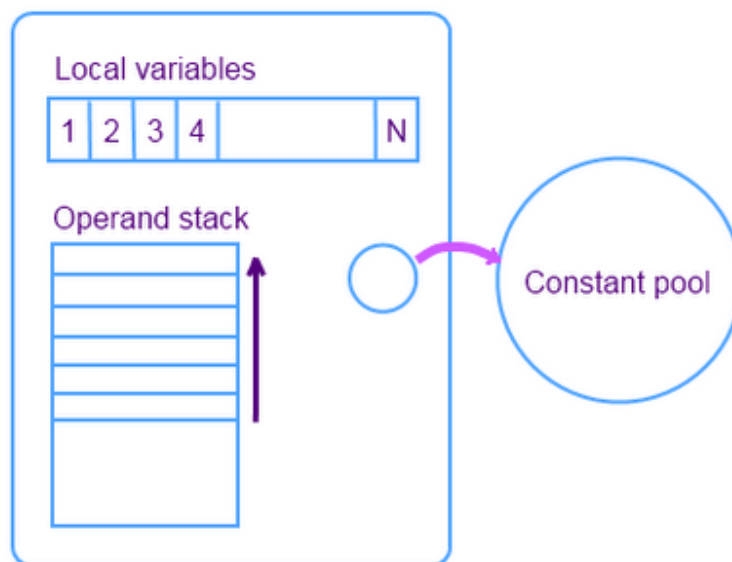 Local variables
1 2 3 4 N
Operand stack
Constant pool